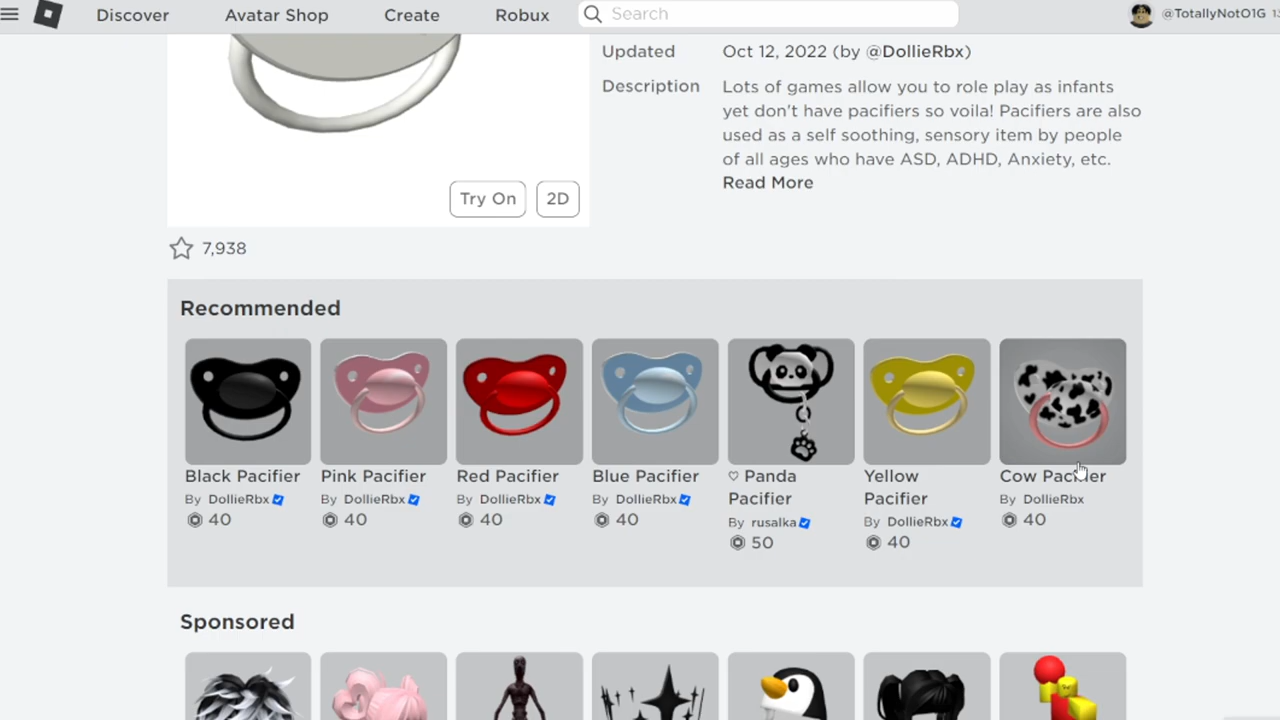 Discover Avatar Shop Create Robux Search @TotallyNotO1G
Updated Oct 12, 2022 (by @DollieRbx)
Description Lots of games allow you to role play as infants
yet don't have pacifiers so voila! Pacifiers are also
used as a self soothing, sensory item by people
of all ages who have ASD, ADHD, Anxiety, etc.
Read More
Try On 2D
7,938
Recommended
Black Pacifier
By DollieRbx
40
Pink Pacifier
By DollieRbx
40
Red Pacifier
By DollieRbx
40
Blue Pacifier
By DollieRbx
40
♡ Panda
Pacifier
By rusalka
50
Yellow
Pacifier
By DollieRbx
40
Cow Pacifier
By DollieRbx
40
Sponsored